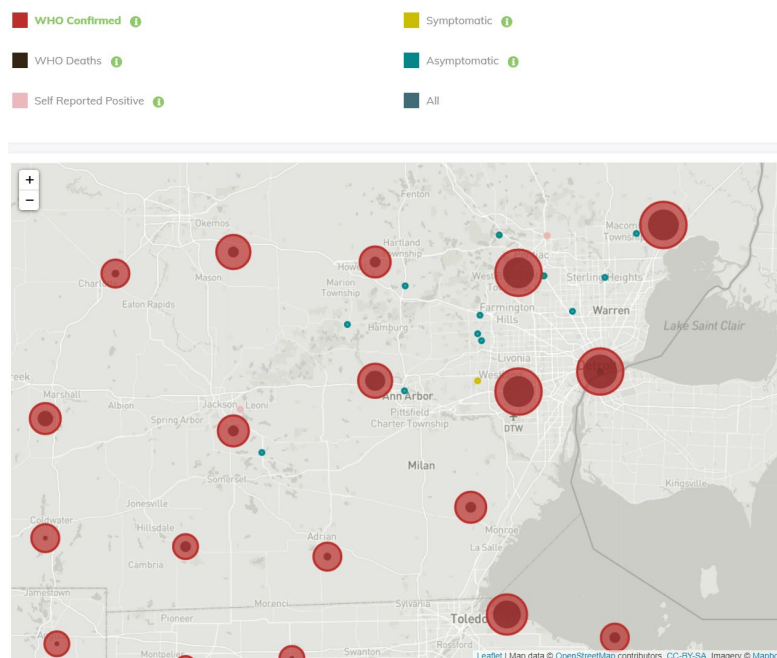 WHO Confirmed
Symptomatic
WHO Deaths
Asymptomatic
Self Reported Positive
All
+
−
Fenton
Okemos
Macomb
Township
Hartland
Township
Mason
Marion
Township
Sterling Heights
Eaton Rapids
Farmington
Hills
Warren
Lake Saint Clair
Hamburg
Livonia
Marshall
Albion
Jackson
Leoni
Ann Arbor
Detroit
Spring Arbor
Pittsfield
Charter Township
DTW
Milan
Somerset
Kingsville
Jonesville
Coldwater
Hillsdale
Adrian
Monroe
La Salle
Cambria
Jamestown
Morenci
Sylvania
Pioneer
Toledo
Montpelier
Swanton
Rossford
Leaflet | Map data © OpenStreetMap contributors, CC-BY-SA, Imagery © Mapbo